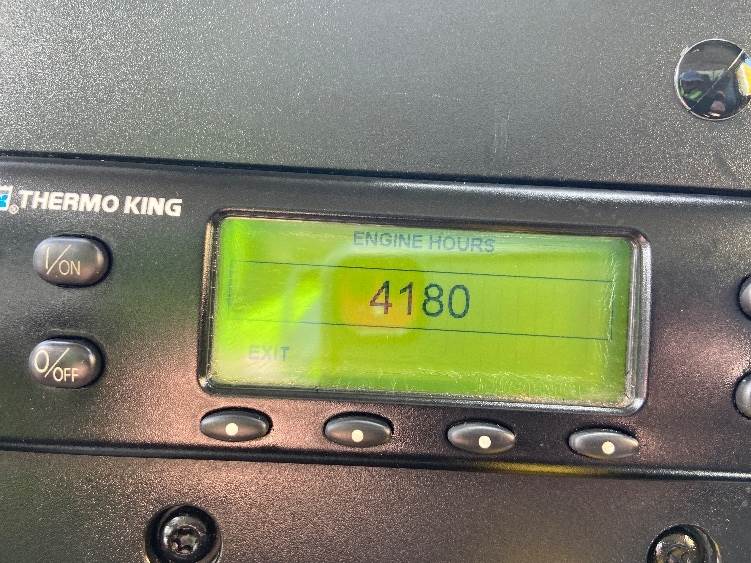 ® THERMO KING
I/ON
O/OFF
ENGINE HOURS
4180
EXIT